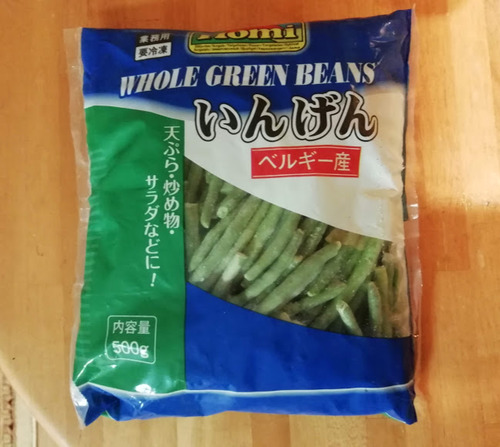 業務用
要冷凍
Homi
WHOLE GREEN BEANS
いんげん
ベルギー産
天ぷら・炒め物・
サラダなどに！
内容量
500g